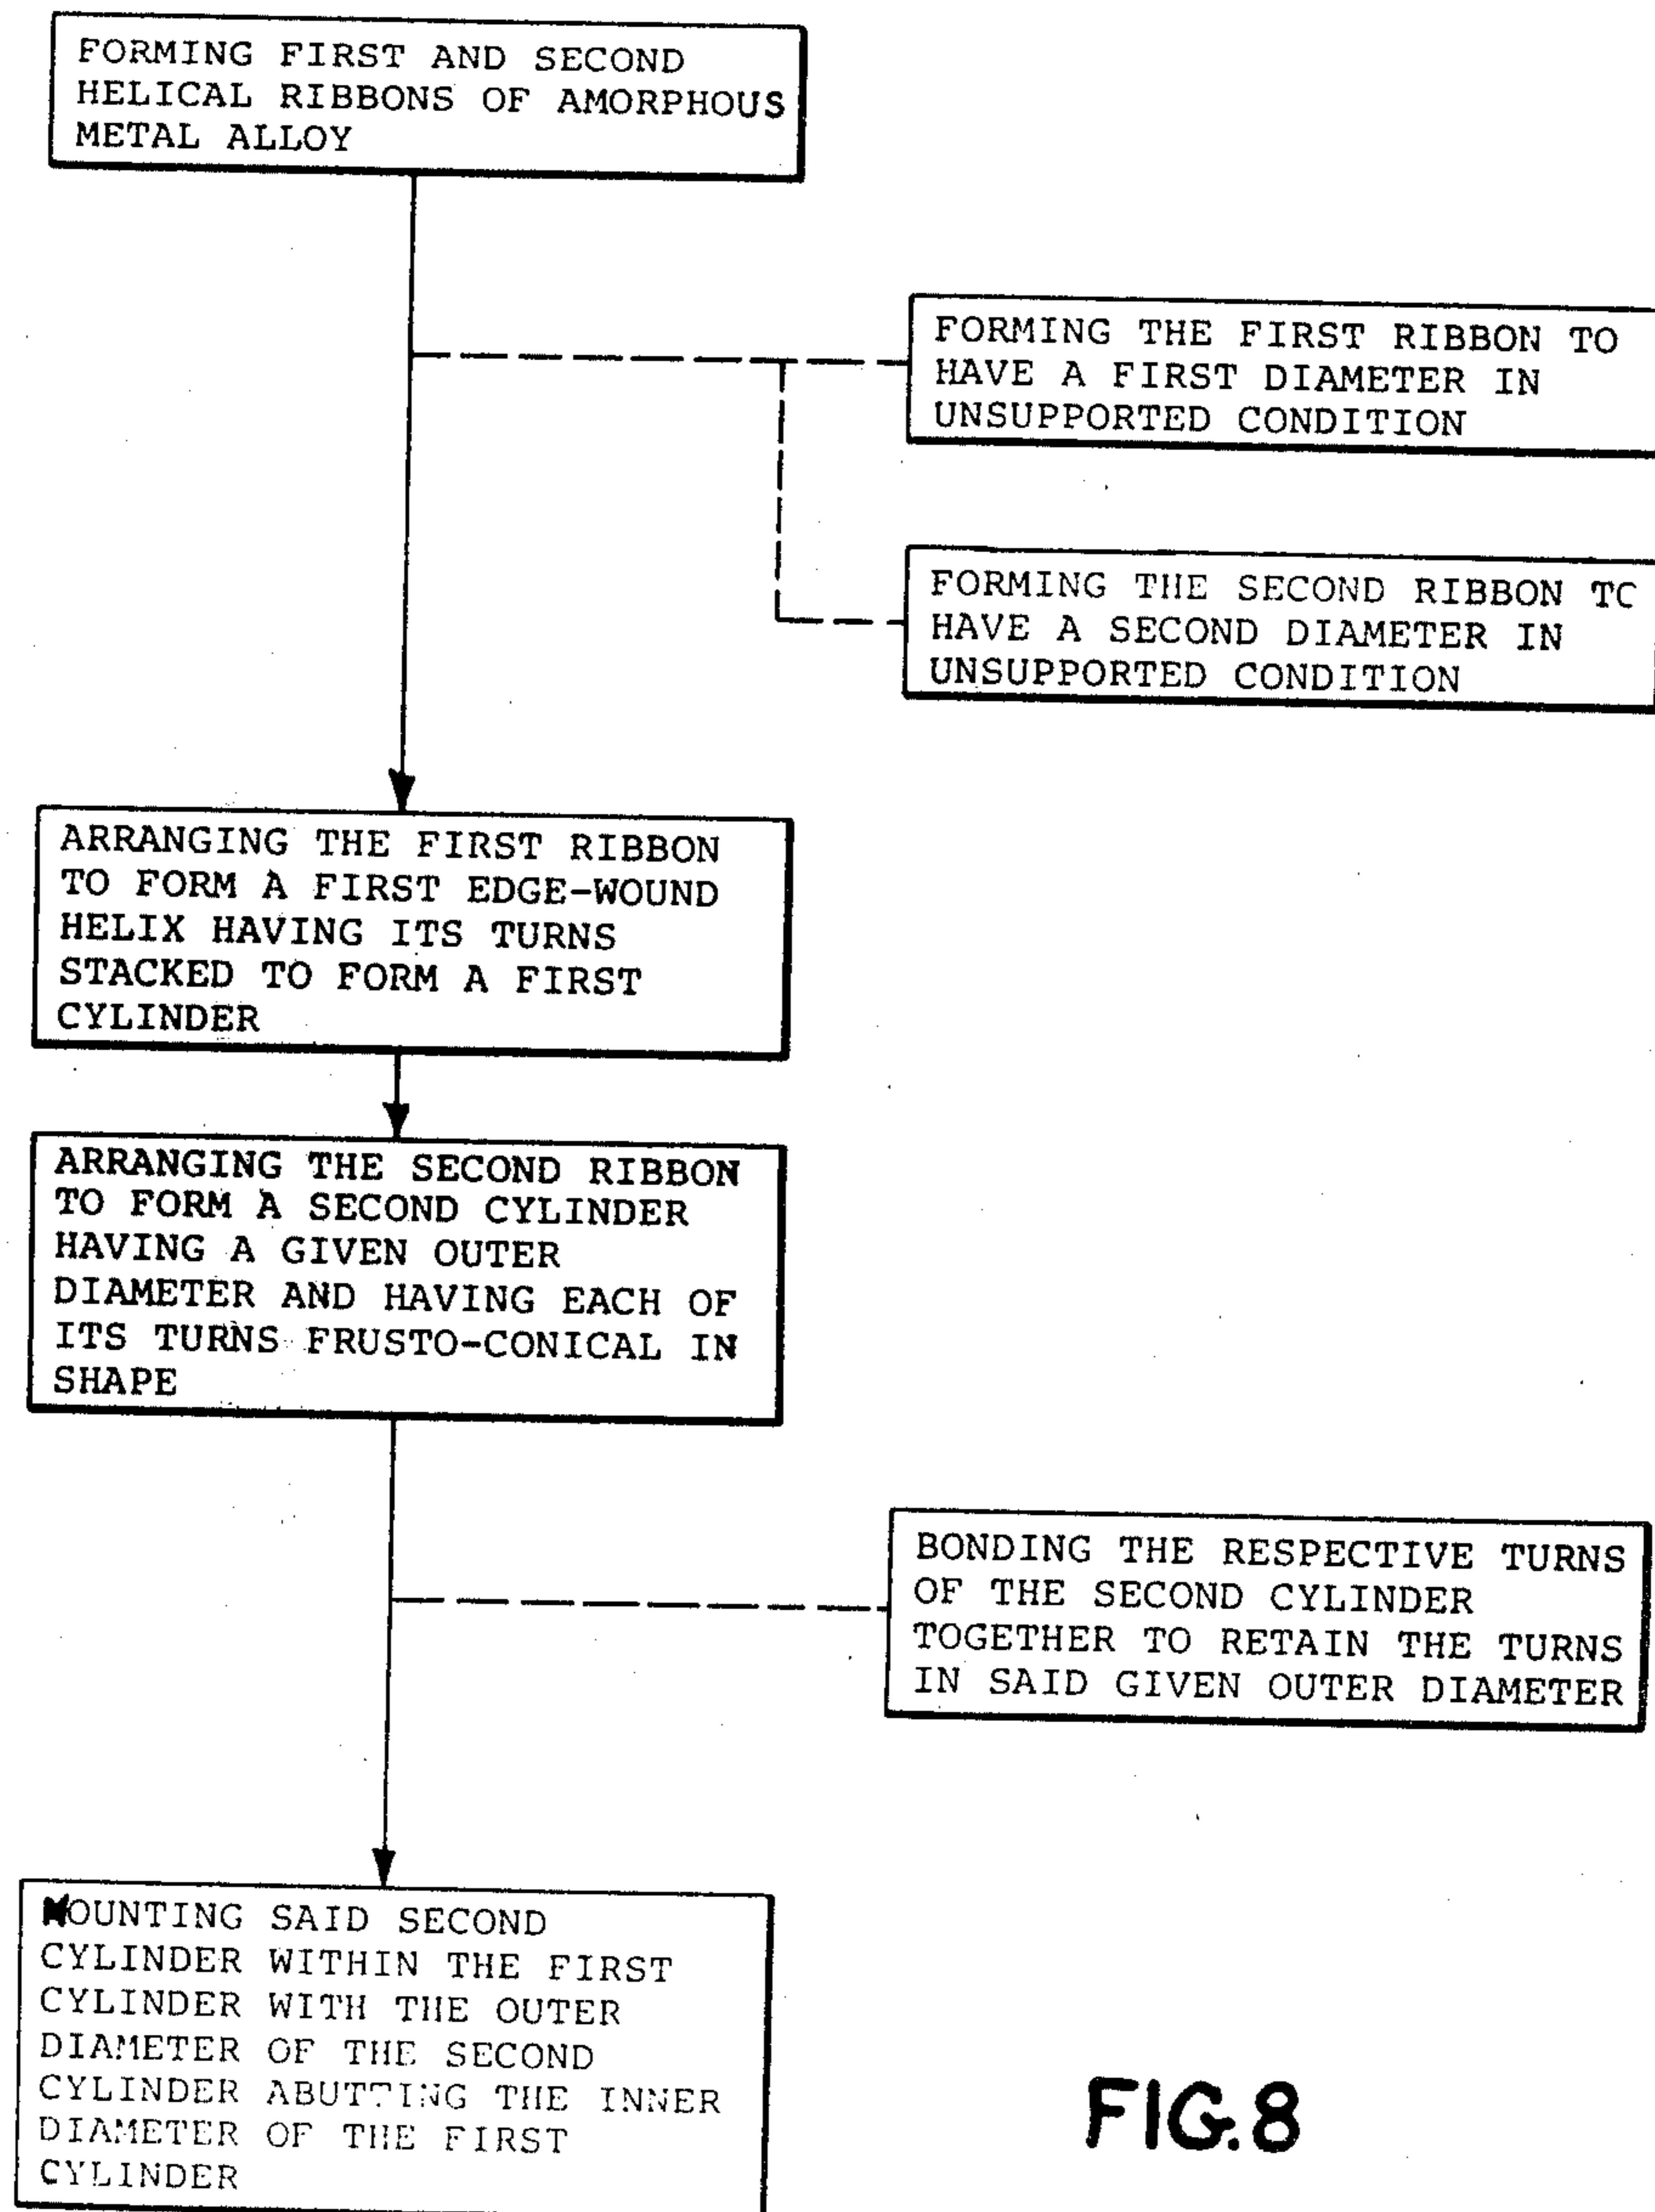 FORMING FIRST AND SECOND
HELICAL RIBBONS OF AMORPHOUS
METAL ALLOY
FORMING THE FIRST RIBBON TO
HAVE A FIRST DIAMETER IN
UNSUPPORTED CONDITION
FORMING THE SECOND RIBBON TO
HAVE A SECOND DIAMETER IN
UNSUPPORTED CONDITION
ARRANGING THE FIRST RIBBON
TO FORM A FIRST EDGE-WOUND
HELIX HAVING ITS TURNS
STACKED TO FORM A FIRST
CYLINDER
ARRANGING THE SECOND RIBBON
TO FORM A SECOND CYLINDER
HAVING A GIVEN OUTER
DIAMETER AND HAVING EACH OF
ITS TURNS FRUSTO-CONICAL IN
SHAPE
BONDING THE RESPECTIVE TURNS
OF THE SECOND CYLINDER
TOGETHER TO RETAIN THE TURNS
IN SAID GIVEN OUTER DIAMETER
MOUNTING SAID SECOND
CYLINDER WITHIN THE FIRST
CYLINDER WITH THE OUTER
DIAMETER OF THE SECOND
CYLINDER ABUTTING THE INNER
DIAMETER OF THE FIRST
CYLINDER
FIG.8